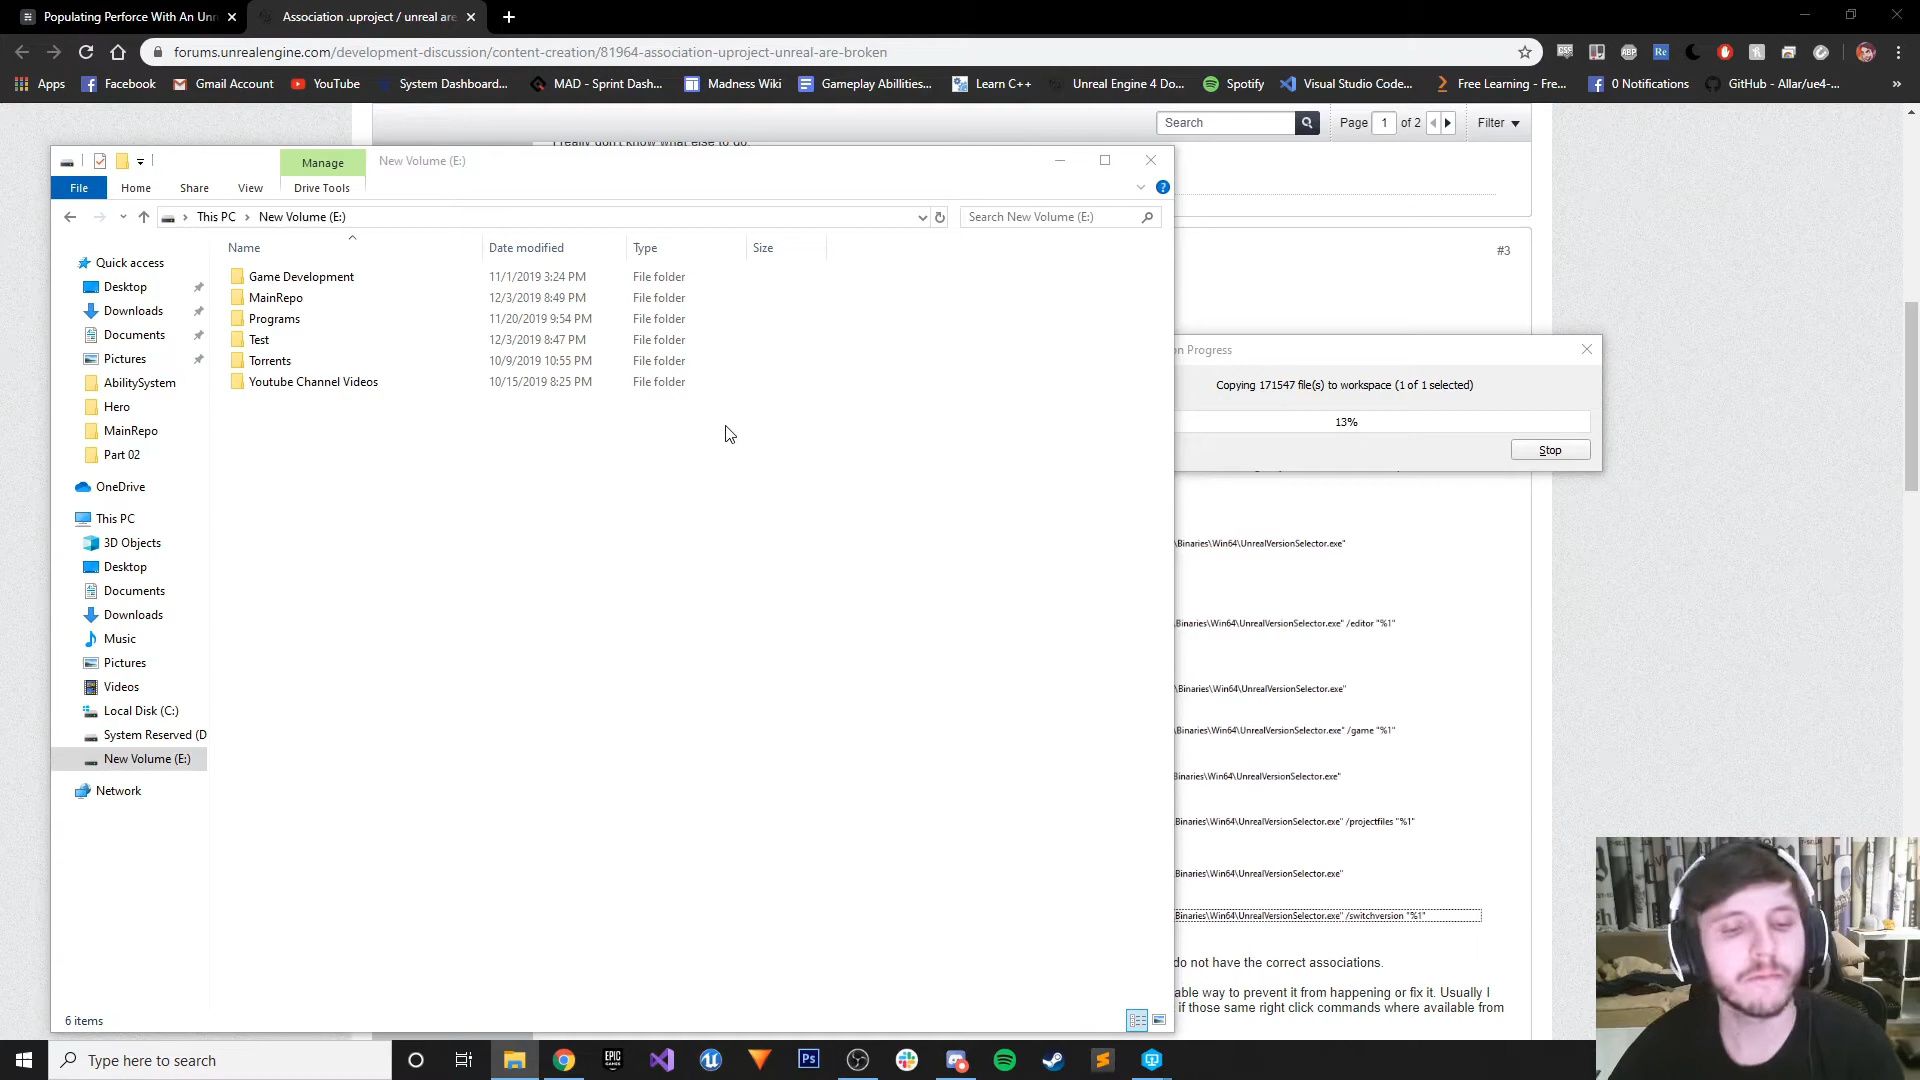 Populating Perforce With An Unr
Association .uproject / unreal are
forums.unrealengine.com/development-discussion/content-creation/81964-association-uproject-unreal-are-broken
Apps
Facebook
Gmail Account
YouTube
System Dashboard...
MAD - Sprint Dash...
Madness Wiki
Gameplay Abillities...
Learn C++
Unreal Engine 4 Do...
Spotify
Visual Studio Code...
Free Learning - Fre...
0 Notifications
GitHub - Allar/ue4-...
Search
Page 1 of 2
Filter
I really don't know what else to do.
Manage
New Volume (E:)
File
Home
Share
View
Drive Tools
This PC
New Volume (E:)
Search New Volume (E:)
Name
Date modified
Type
Size
Game Development 11/1/2019 3:24 PM File folder
MainRepo 12/3/2019 8:49 PM File folder
Programs 11/20/2019 9:54 PM File folder
Test 12/3/2019 8:47 PM File folder
Torrents 10/9/2019 10:55 PM File folder
Youtube Channel Videos 10/15/2019 8:25 PM File folder
Quick access
Desktop
Downloads
Documents
Pictures
AbilitySystem
Hero
MainRepo
Part 02
OneDrive
This PC
3D Objects
Desktop
Documents
Downloads
Music
Pictures
Videos
Local Disk (C:)
System Reserved (D
New Volume (E:)
Network
6 items
#3
on Progress
Copying 171547 file(s) to workspace (1 of 1 selected)
13%
Stop
\Binaries\Win64\UnrealVersionSelector.exe"
Binaries\Win64\UnrealVersionSelector.exe" /editor "%1"
\Binaries\Win64\UnrealVersionSelector.exe"
Binaries\Win64\UnrealVersionSelector.exe" /game "%1"
Binaries\Win64\UnrealVersionSelector.exe"
Binaries\Win64\UnrealVersionSelector.exe" /projectfiles "%1"
\Binaries\Win64\UnrealVersionSelector.exe"
Binaries\Win64\UnrealVersionSelector.exe" /switchversion "%1"
do not have the correct associations.
able way to prevent it from happening or fix it. Usually I
if those same right click commands where available from
Type here to search
EPIC GAMES
Ps